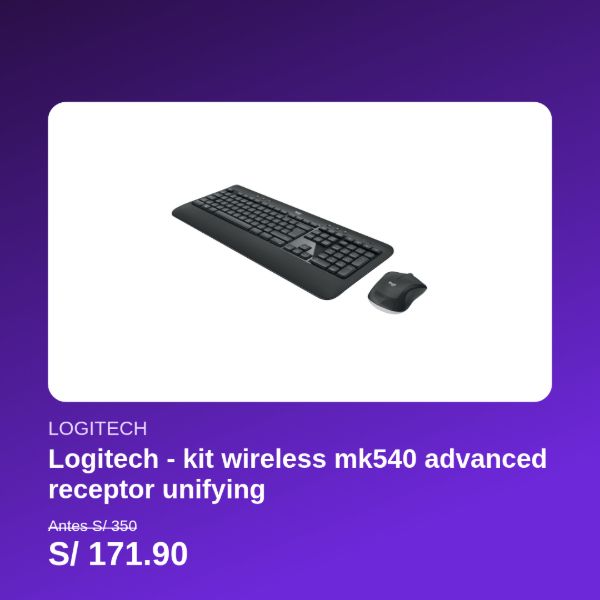 LOGITECH
Logitech - kit wireless mk540 advanced
receptor unifying
Antes S/ 350
S/ 171.90